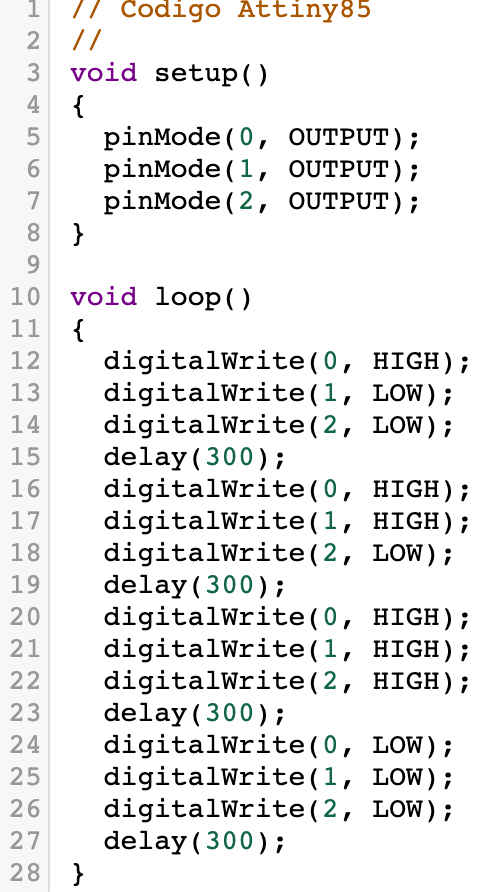 1 // Codigo Attiny85
2 //
3 void setup()
4 {
5   pinMode(0, OUTPUT);
6   pinMode(1, OUTPUT);
7   pinMode(2, OUTPUT);
8 }
9
10 void loop()
11 {
12   digitalWrite(0, HIGH);
13   digitalWrite(1, LOW);
14   digitalWrite(2, LOW);
15   delay(300);
16   digitalWrite(0, HIGH);
17   digitalWrite(1, HIGH);
18   digitalWrite(2, LOW);
19   delay(300);
20   digitalWrite(0, HIGH);
21   digitalWrite(1, HIGH);
22   digitalWrite(2, HIGH);
23   delay(300);
24   digitalWrite(0, LOW);
25   digitalWrite(1, LOW);
26   digitalWrite(2, LOW);
27   delay(300);
28 }